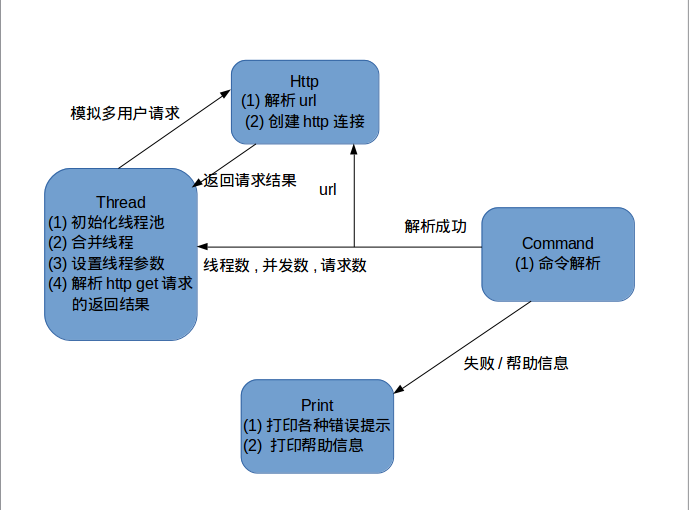 Http
(1) 解析 url
(2) 创建 http 连接
模拟多用户请求
返回请求结果
url
Thread
(1) 初始化线程池
(2) 合并线程
(3) 设置线程参数
(4) 解析 http get 请求
的返回结果
解析成功
线程数 , 并发数 , 请求数
Command
(1) 命令解析
失败 / 帮助信息
Print
(1) 打印各种错误提示
(2) 打印帮助信息